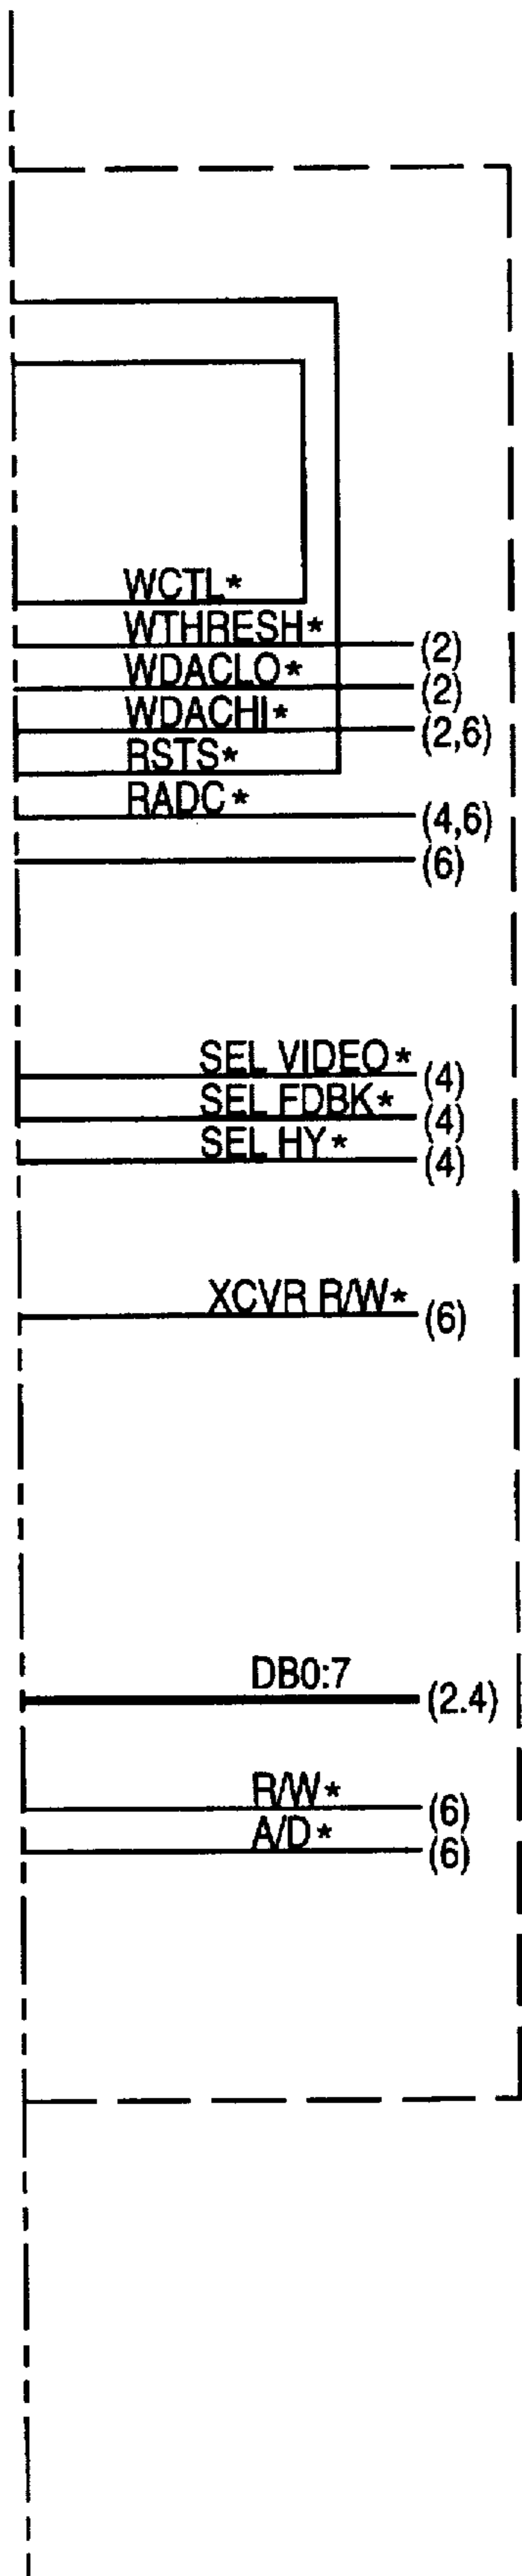 WCTL*
WTHRESH* (2)
WDACLO* (2)
WDACHI* (2,6)
RSTS*
RADC* (4,6)
(6)
SEL VIDEO* (4)
SEL FDBK* (4)
SEL HY* (4)
XCVR R/W* (6)
DB0:7 (2.4)
R/W* (6)
A/D* (6)